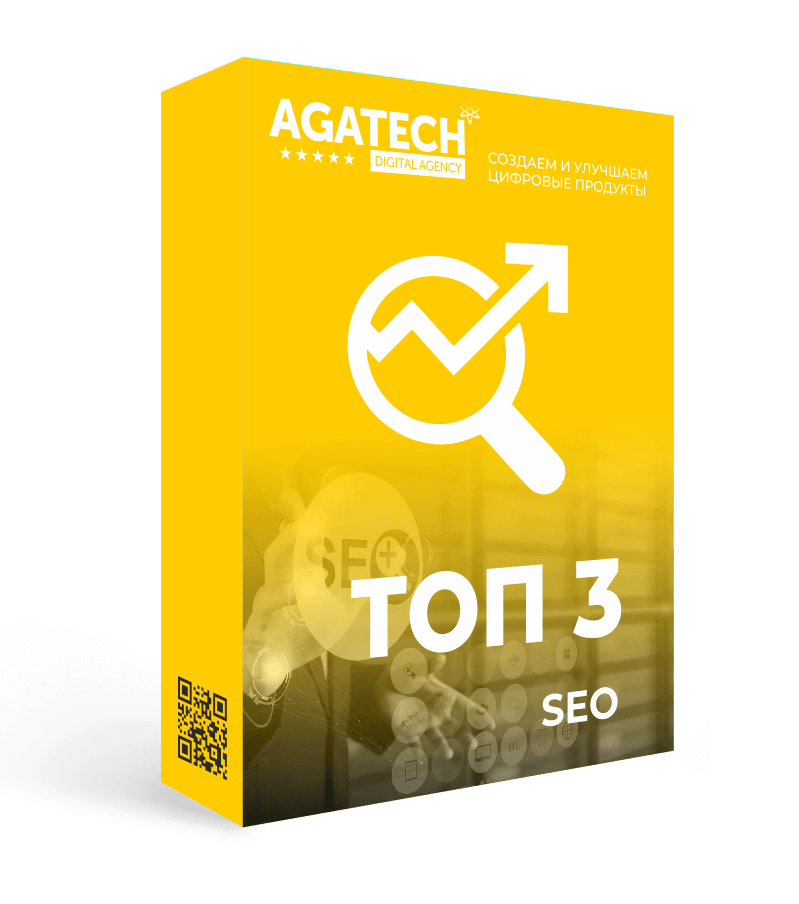 AGATECH
DIGITAL AGENCY
СОЗДАЕМ И УЛУЧШАЕМ
ЦИФРОВЫЕ ПРОДУКТЫ
SEO
ТОП 3
SEO